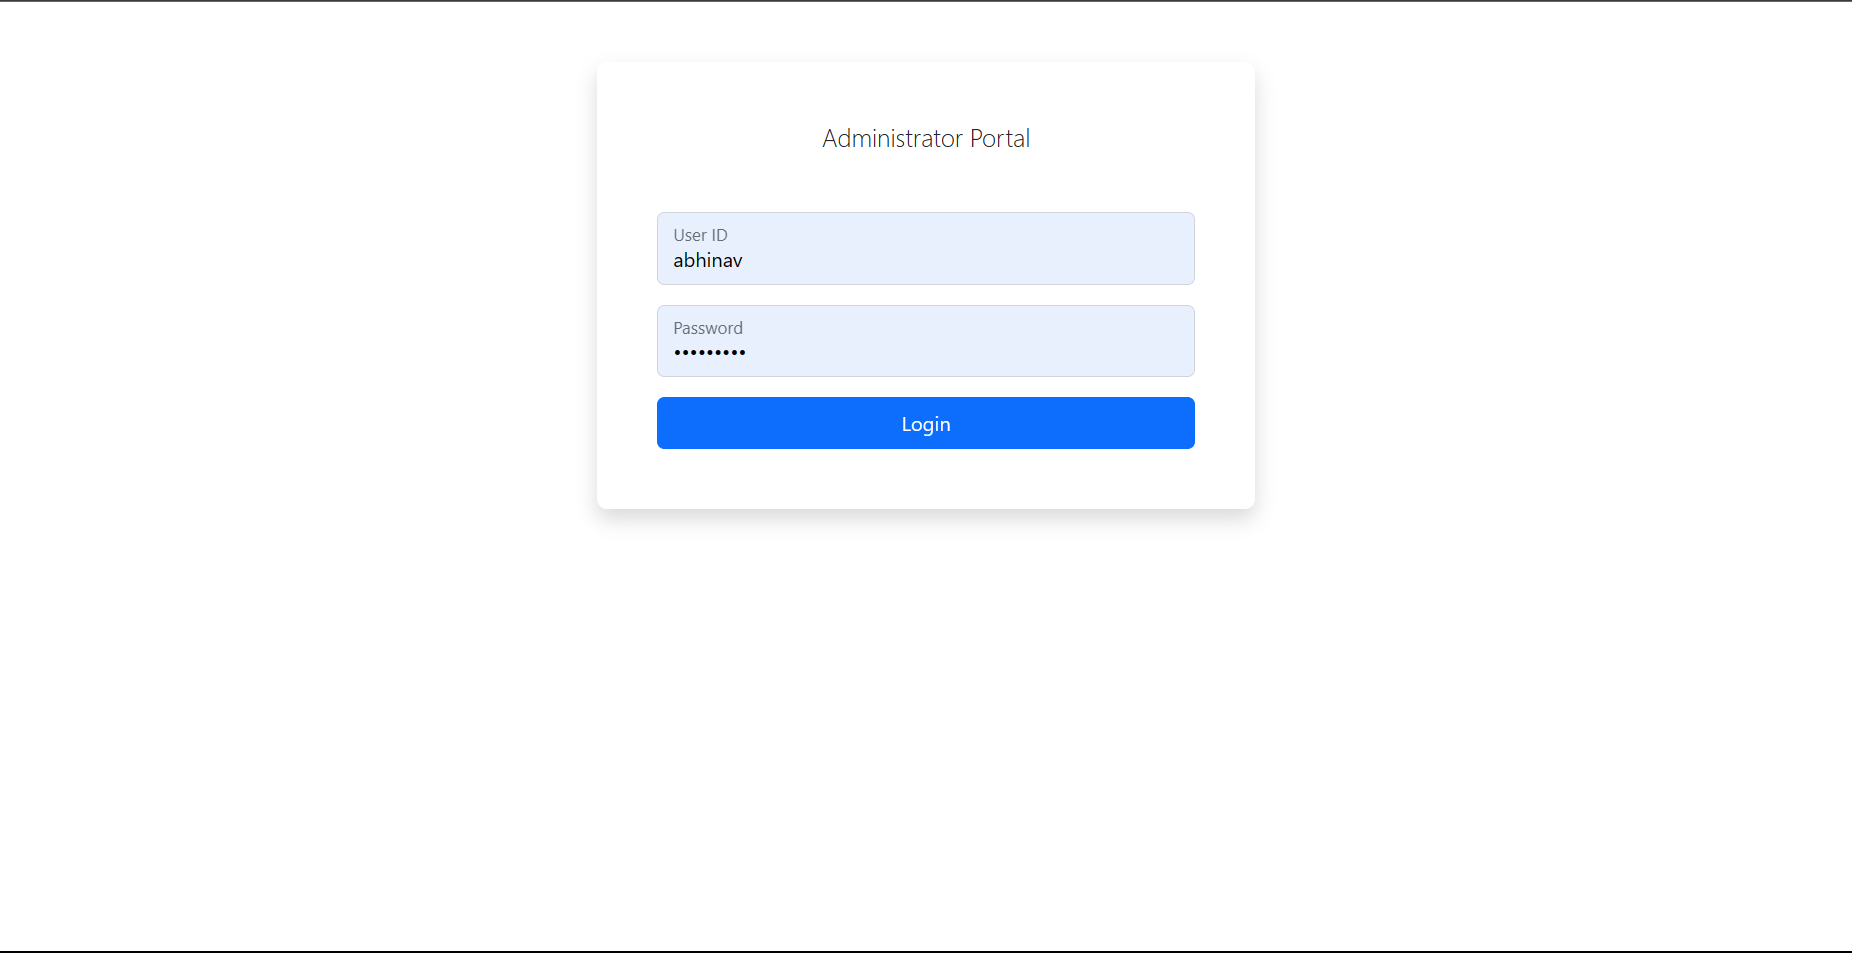 Administrator Portal
User ID
abhinav
Password
•••••••••
Login